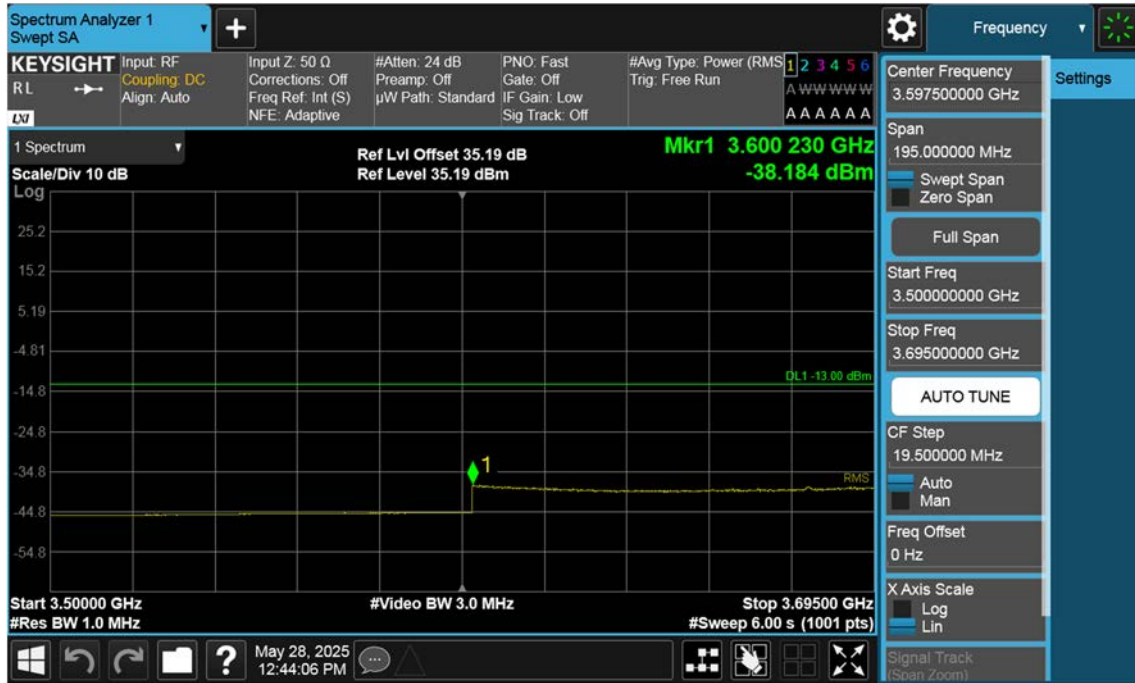 Spectrum Analyzer 1
Swept SA
Frequency
KEYSIGHT
RL
LXI
Input: RF
Coupling: DC
Align: Auto
Input Z: 50 Ω
Corrections: Off
Freq Ref: Int (S)
NFE: Adaptive
#Atten: 24 dB
Preamp: Off
µW Path: Standard
PNO: Fast
Gate: Off
IF Gain: Low
Sig Track: Off
#Avg Type: Power (RMS
Trig: Free Run
1 2 3 4 5 6
A W W W W W
A A A A A A
1 Spectrum
Scale/Div 10 dB
Log
Ref Lvl Offset 35.19 dB
Ref Level 35.19 dBm
Mkr1 3.600 230 GHz
-38.184 dBm
25.2
15.2
5.19
-4.81
DL1 -13.00 dBm
-14.8
-24.8
1
-34.8
RMS
-44.8
-54.8
Start 3.50000 GHz
#Res BW 1.0 MHz
#Video BW 3.0 MHz
Stop 3.69500 GHz
#Sweep 6.00 s (1001 pts)
?
May 28, 2025
12:44:06 PM
Center Frequency
3.597500000 GHz
Span
195.000000 MHz
Swept Span
Zero Span
Full Span
Start Freq
3.500000000 GHz
Stop Freq
3.695000000 GHz
AUTO TUNE
CF Step
19.500000 MHz
Auto
Man
Freq Offset
0 Hz
X Axis Scale
Log
Lin
Signal Track
(Span Zoom)
Settings